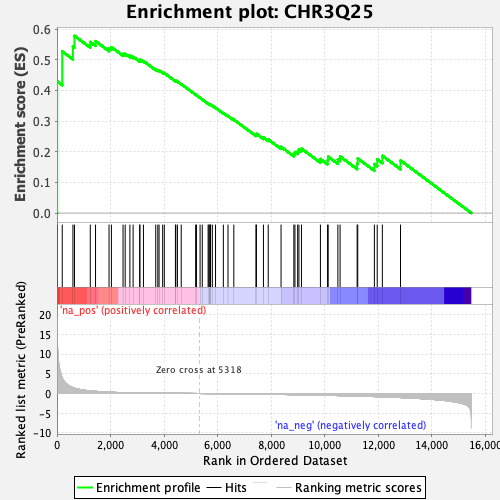 Enrichment plot: CHR3Q25
Enrichment score (ES)
0.6
0.5
0.4
0.3
0.2
0.1
0.0
Ranked list metric (PreRanked)
20
15
10
5
0
-5
-10
'na_pos' (positively correlated)
Zero cross at 5318
'na_neg' (negatively correlated)
0 2,000 4,000 6,000 8,000 10,000 12,000 14,000 16,000
Rank in Ordered Dataset
Enrichment profile Hits Ranking metric scores